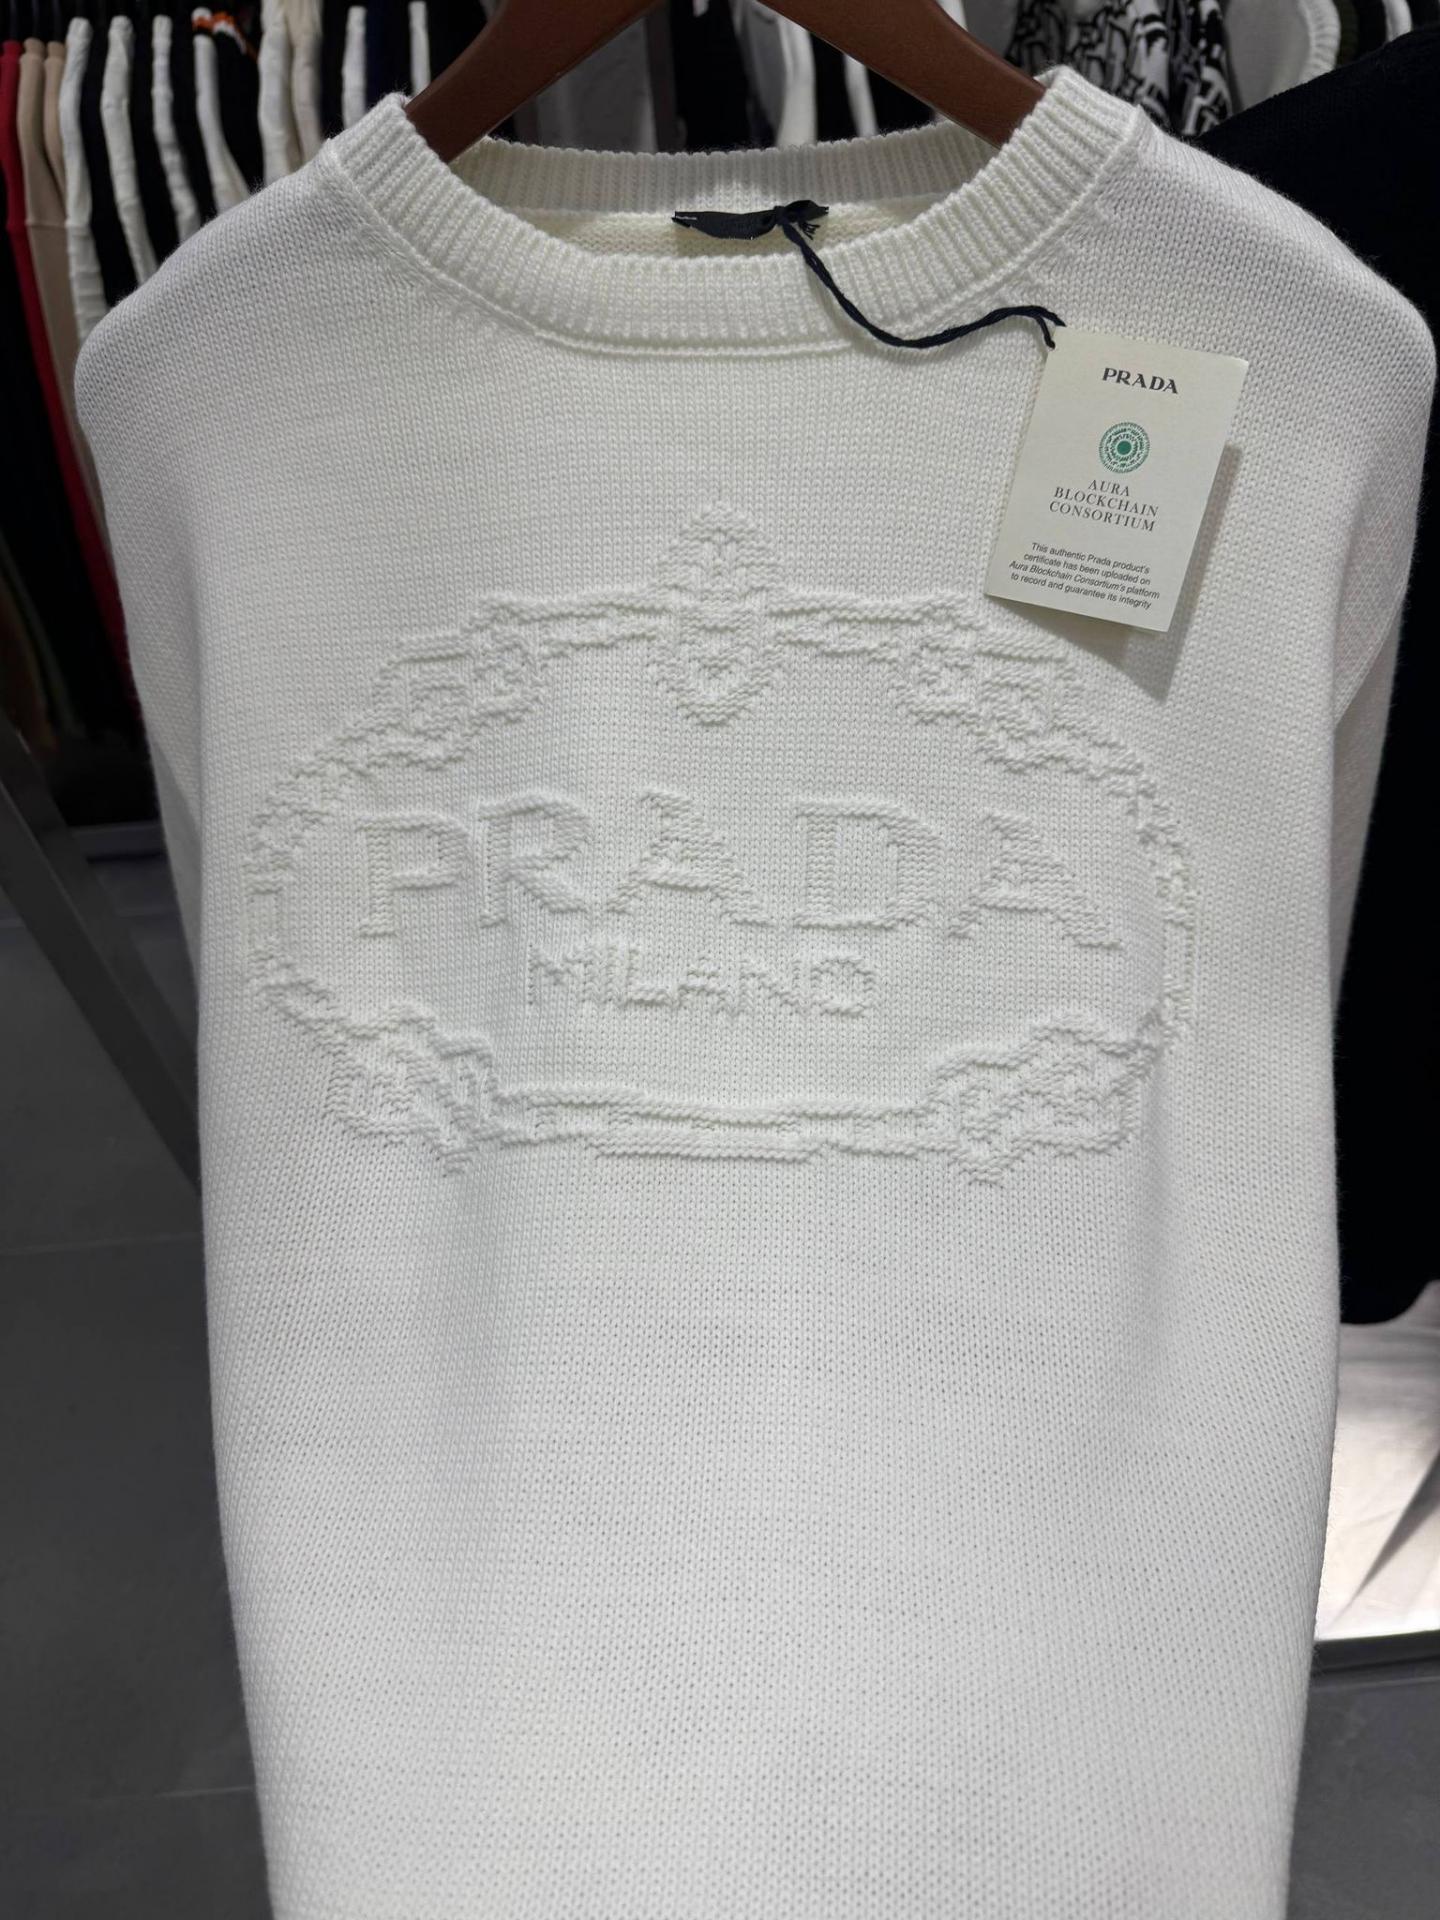 PRADA
AURA
BLOCKCHAIN
CONSORTIUM
This authentic Prada product's
certificate has been uploaded on
Aura Blockchain Consortium's platform
to record and guarantee its integrity
PRADA
MILANO